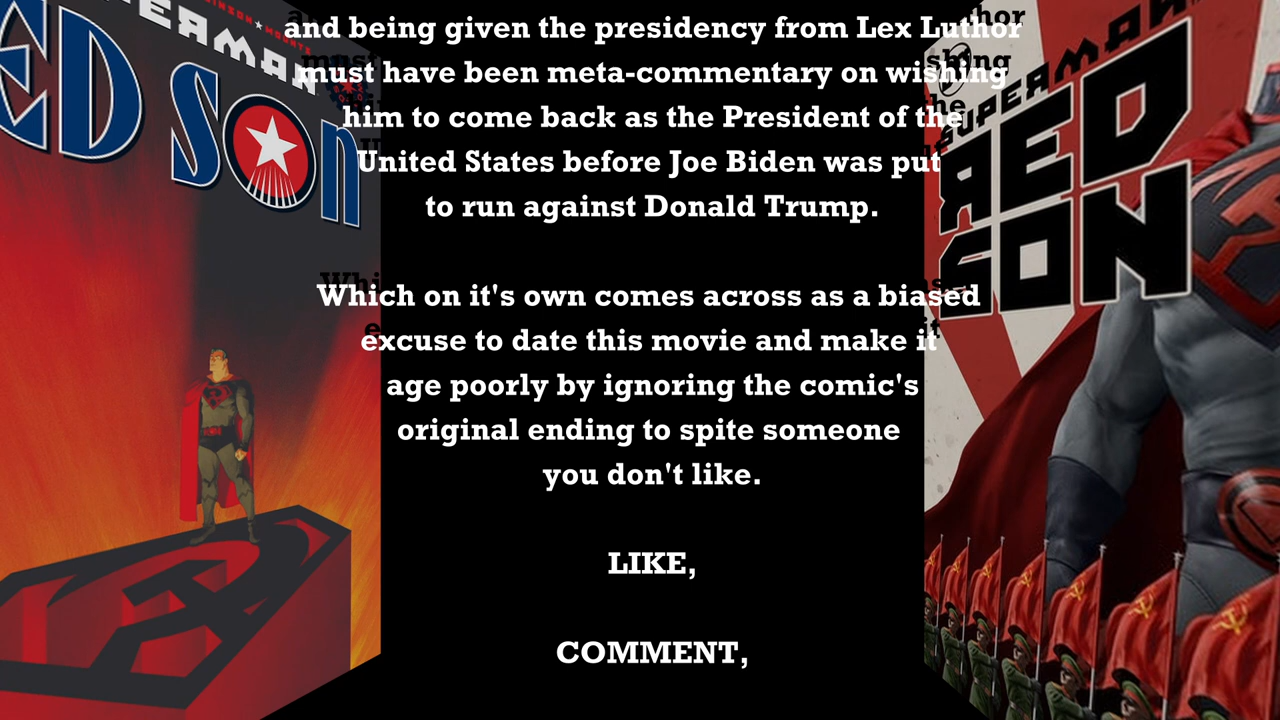 and being given the presidency from Lex Luthor
must have been meta-commentary on wishing
him to come back as the President of the
United States before Joe Biden was put
to run against Donald Trump.
Which on it's own comes across as a biased
excuse to date this movie and make it
age poorly by ignoring the comic's
original ending to spite someone
you don't like.
LIKE,
COMMENT,
ERMAN
ED SON
SUPERMAN
RED
SON